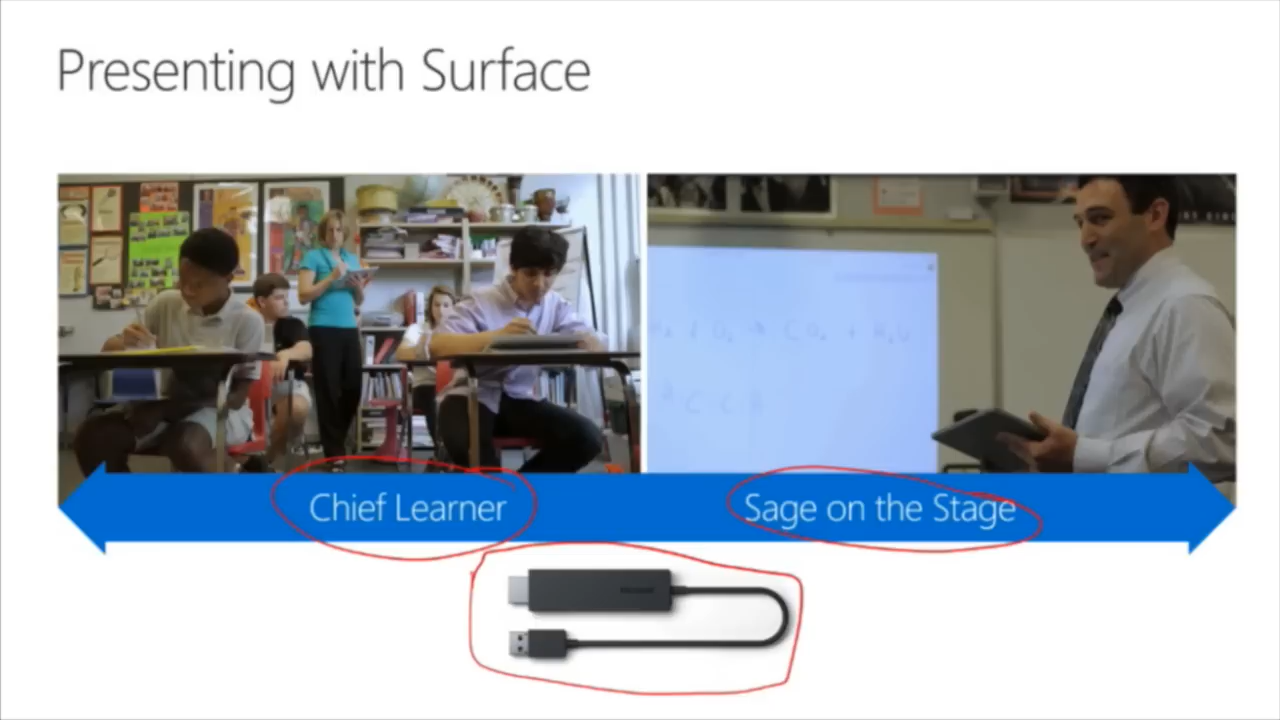 Presenting with Surface
Chief Learner
Sage on the Stage